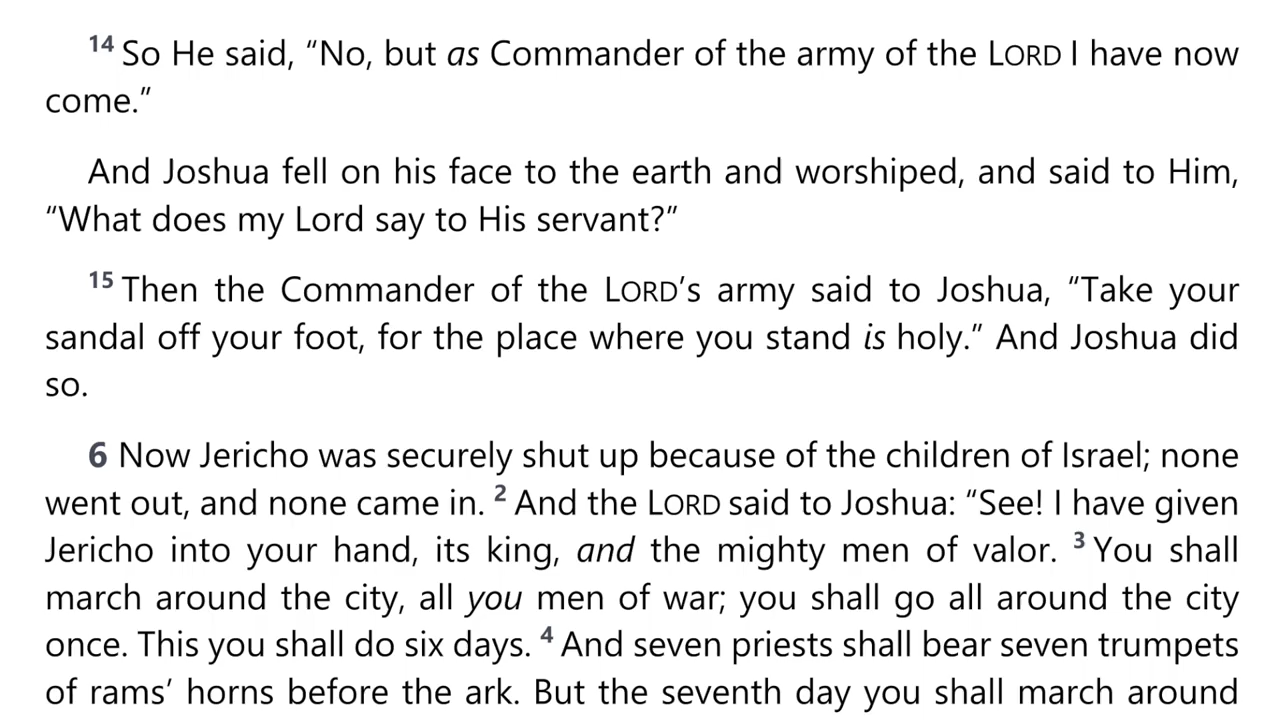 14 So He said, “No, but as Commander of the army of the LORD I have now
come.”
And Joshua fell on his face to the earth and worshiped, and said to Him,
“What does my Lord say to His servant?”
15 Then the Commander of the LORD’s army said to Joshua, “Take your
sandal off your foot, for the place where you stand is holy.” And Joshua did
so.
6 Now Jericho was securely shut up because of the children of Israel; none
went out, and none came in. 2 And the LORD said to Joshua: “See! I have given
Jericho into your hand, its king, and the mighty men of valor. 3 You shall
march around the city, all you men of war; you shall go all around the city
once. This you shall do six days. 4 And seven priests shall bear seven trumpets
of rams’ horns before the ark. But the seventh day you shall march around